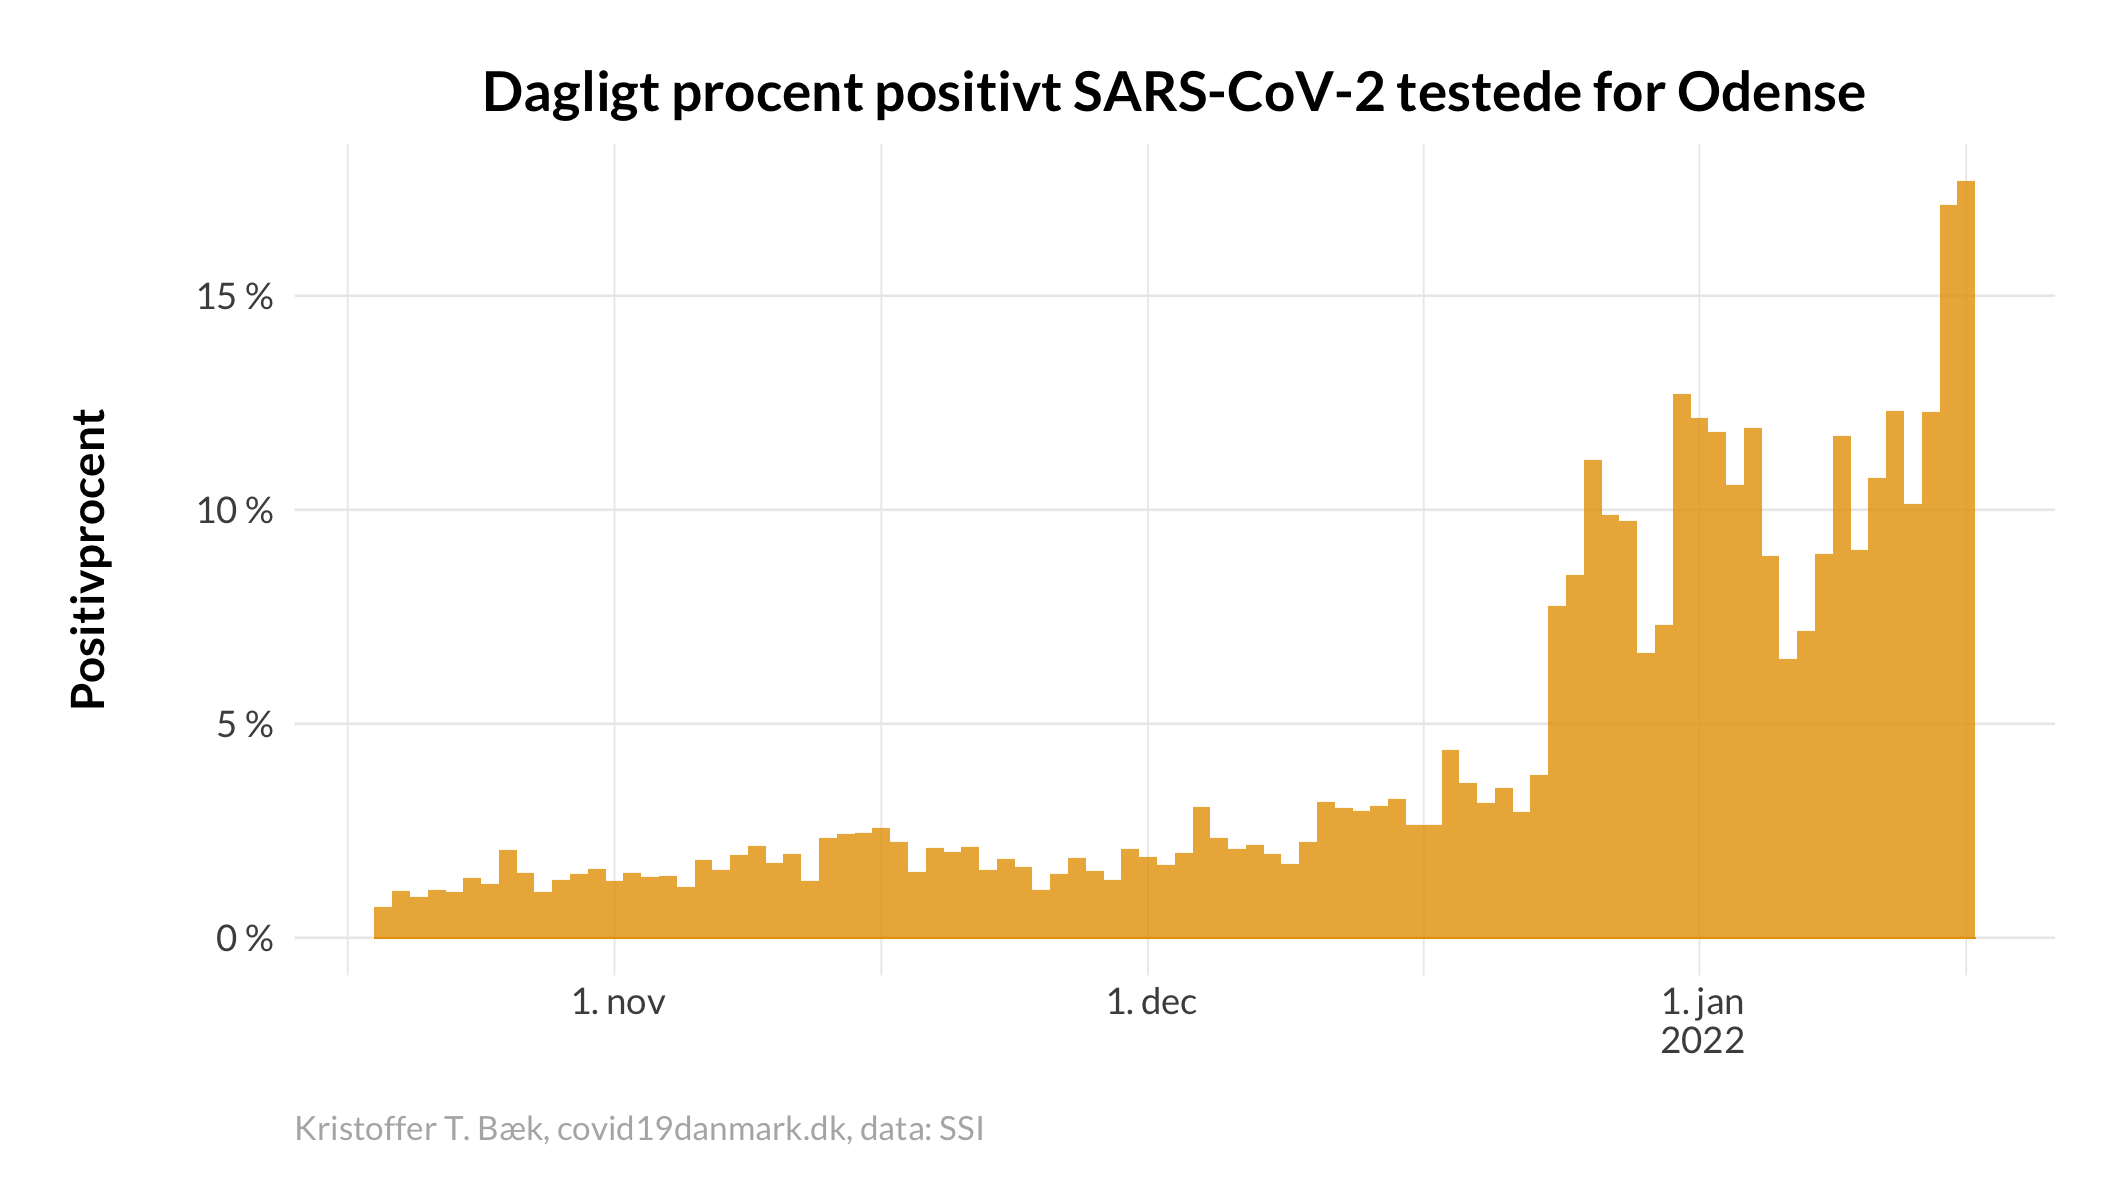 Dagligt procent positivt SARS-CoV-2 testede for Odense
Positivprocent
15 %
10 %
5 %
0 %
1. nov
1. dec
1. jan
2022
Kristoffer T. Bæk, covid19danmark.dk, data: SSI